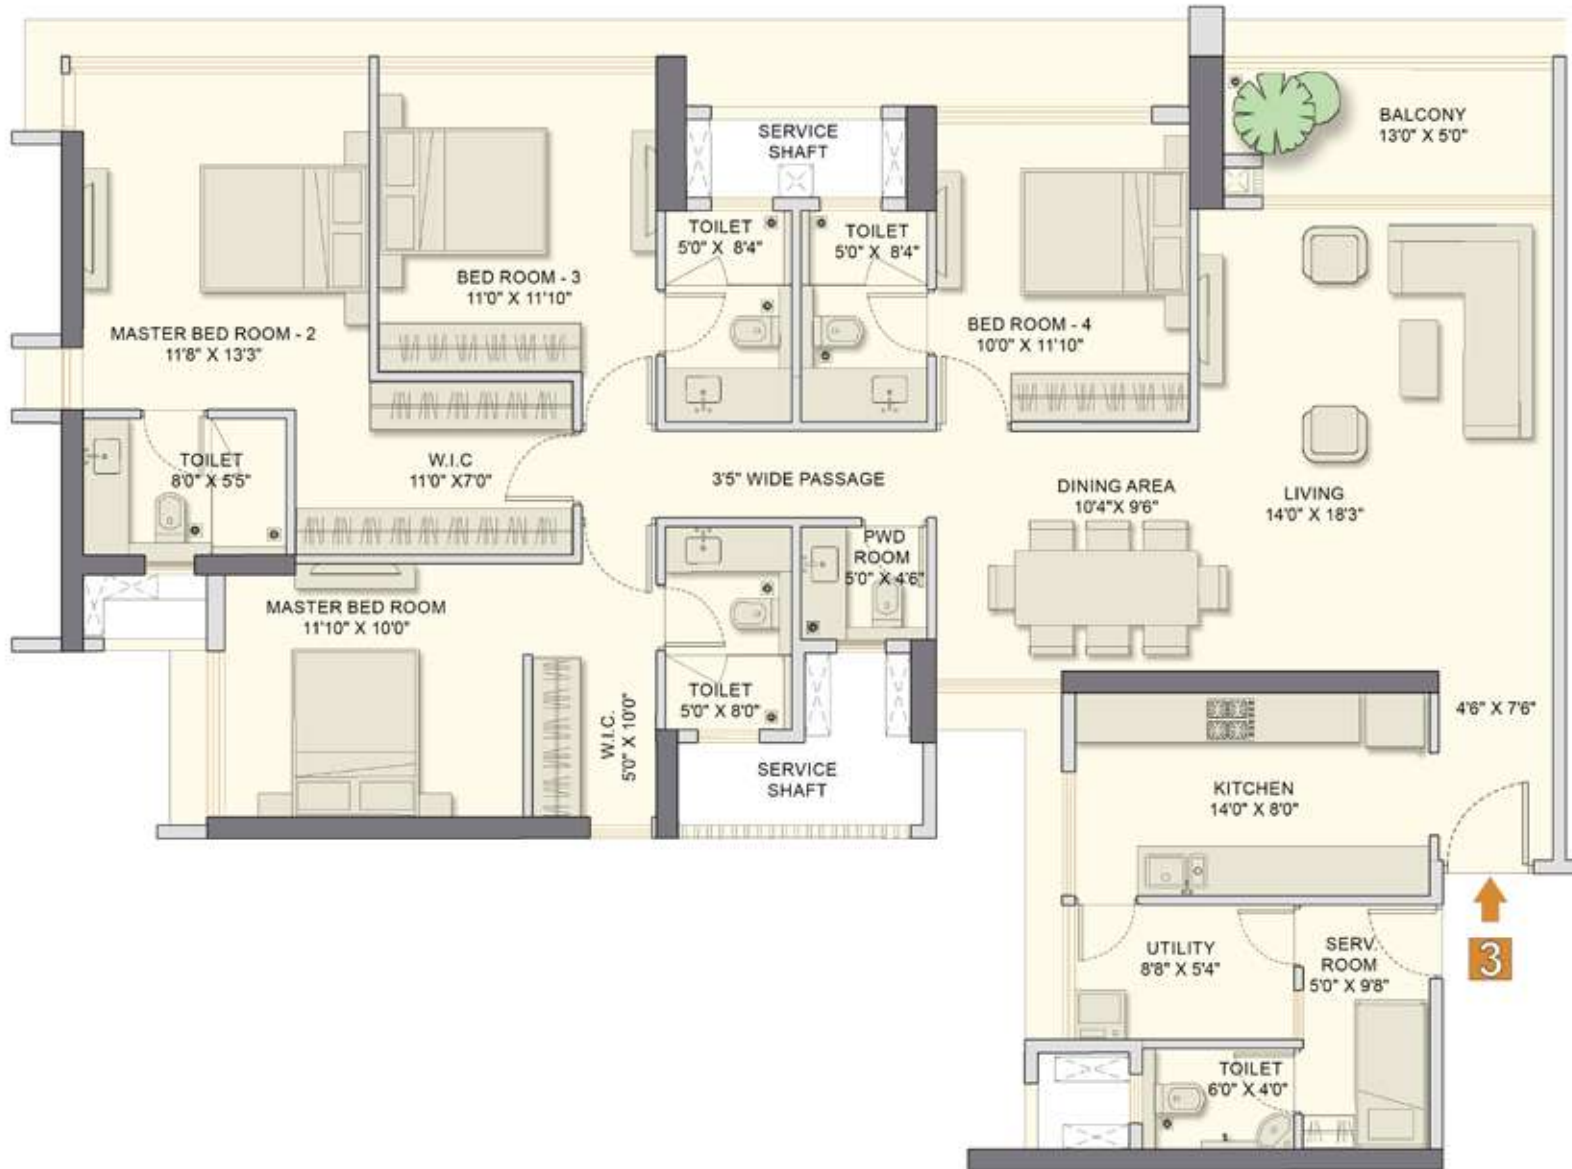 SERVICE
SHAFT
BALCONY
13'0" X 5'0"
TOILET
5'0" X 8'4"
TOILET
5'0" X 8'4"
BED ROOM - 3
11'0" X 11'10"
MASTER BED ROOM - 2
11'8" X 13'3"
BED ROOM - 4
10'0" X 11'10"
TOILET
8'0" X 5'5"
W.I.C
11'0" X7'0"
3'5" WIDE PASSAGE
DINING AREA
10'4"X 9'6"
LIVING
14'0" X 18'3"
PWD
ROOM
5'0" X 4'6"
MASTER BED ROOM
11'10" X 10'0"
TOILET
5'0" X 8'0"
W.I.C.
5'0" X 10'0"
4'6" X 7'6"
SERVICE
SHAFT
KITCHEN
14'0" X 8'0"
UTILITY
8'8" X 5'4"
SERV.
ROOM
5'0" X 9'8"
3
TOILET
6'0" X 4'0"